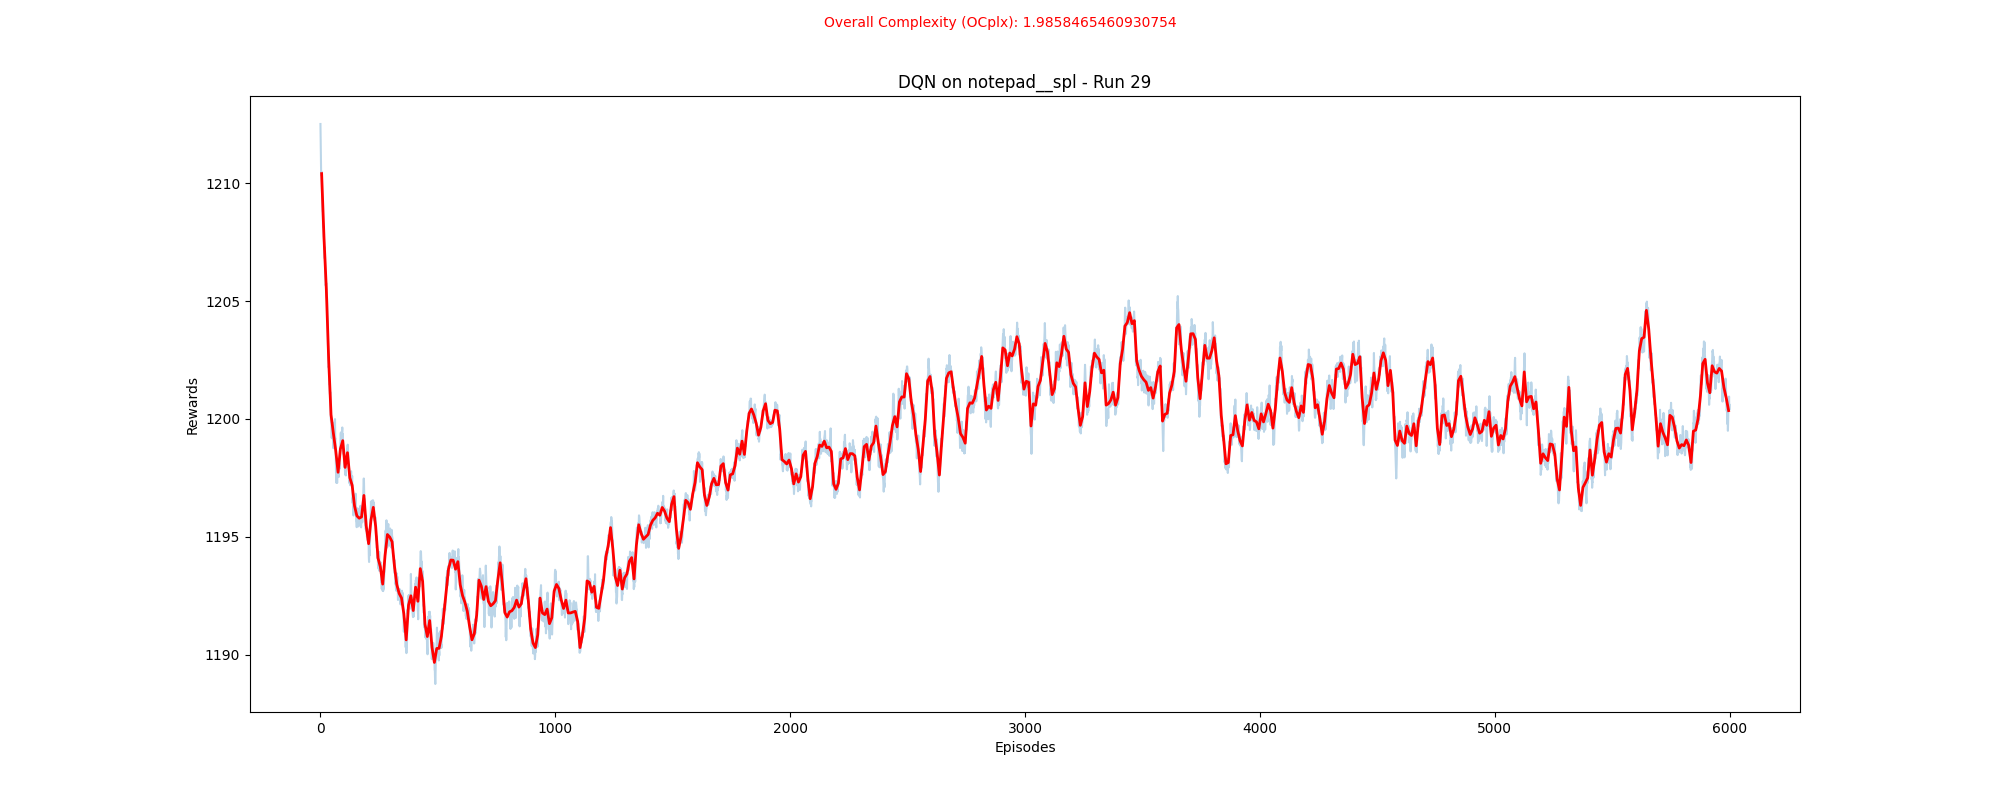 Overall Complexity (OCplx): 1.9858465460930754
DQN on notepad__spl - Run 29
Rewards
1210
1205
1200
1195
1190
0 1000 2000 3000 4000 5000 6000
Episodes